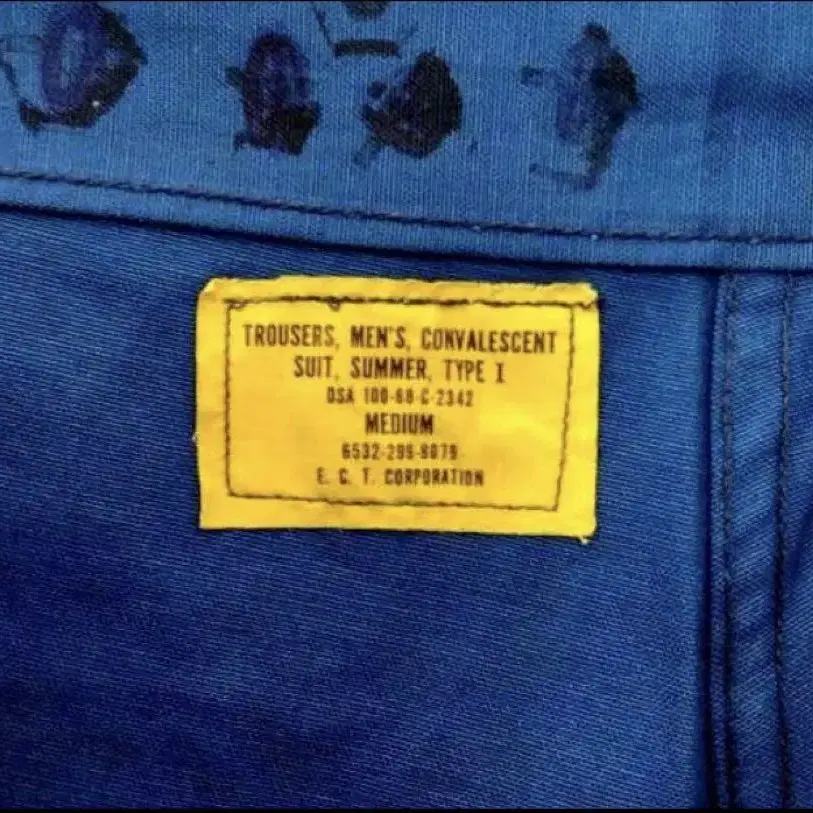 TROUSERS, MEN'S, CONVALESCENT
SUIT, SUMMER, TYPE I
DSA 100-68-C-2342
MEDIUM
6532-299-8079
E. C. T. CORPORATION